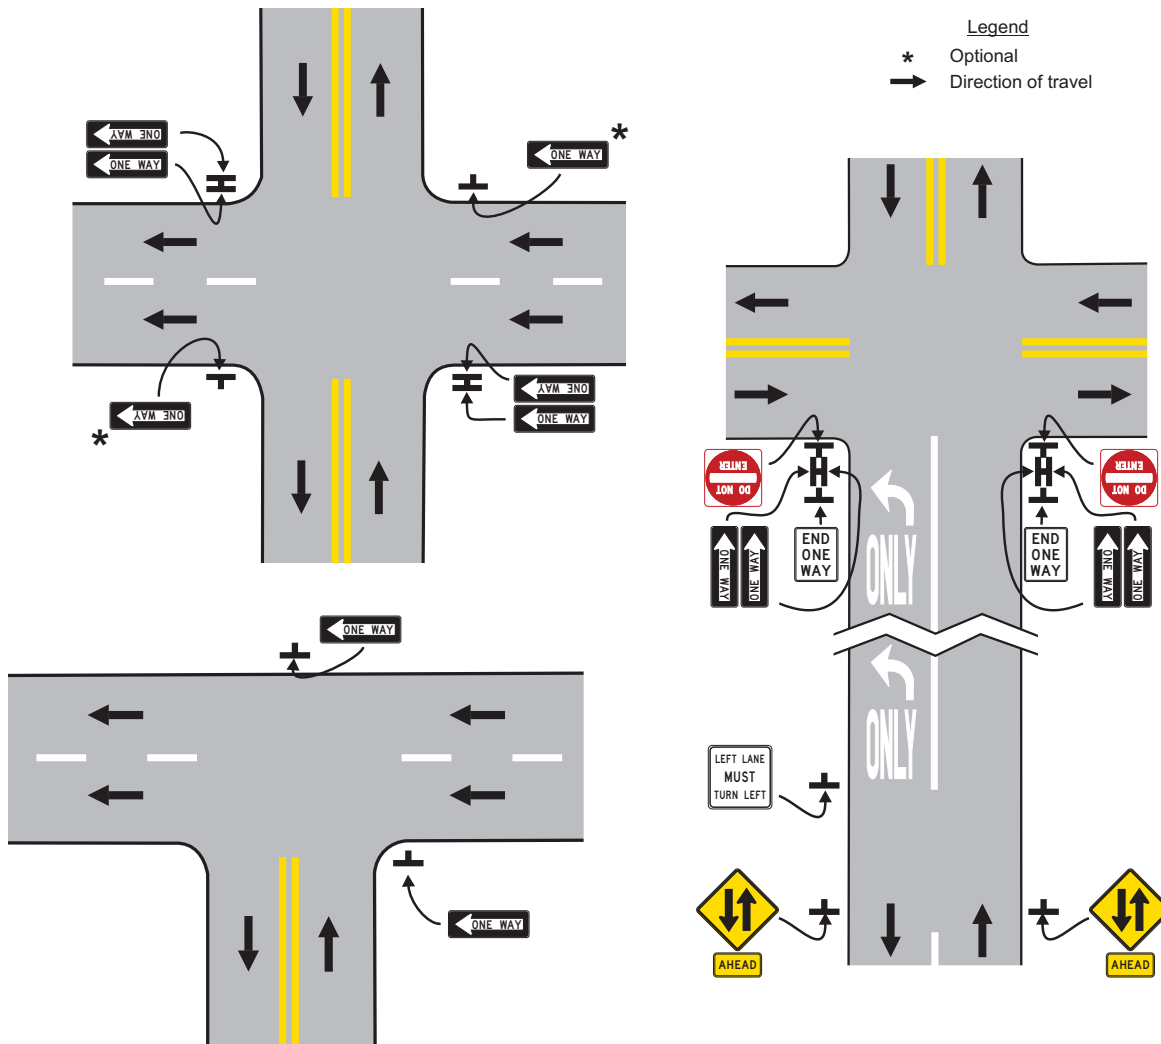 Legend
* Optional
Direction of travel
ONE WAY
ONE WAY
ONE WAY
*
ONE WAY
*
ONE WAY
ONE WAY
DO NOT
ENTER
DO NOT
ENTER
ONE WAY
ONE WAY
END
ONE
WAY
END
ONE
WAY
ONE WAY
ONE WAY
ONLY
ONE WAY
ONLY
LEFT LANE
MUST
TURN LEFT
ONE WAY
AHEAD
AHEAD